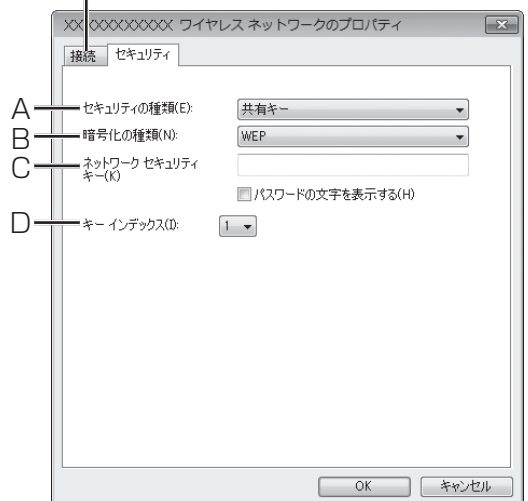 XXXXXXXXXXXX ワイヤレス ネットワークのプロパティ
接続 セキュリティ
A セキュリティの種類(E): 共有キー
B 暗号化の種類(N): WEP
C ネットワーク セキュリティ
キー(K)
パスワードの文字を表示する(H)
D キー インデックス(I): 1
OK キャンセル